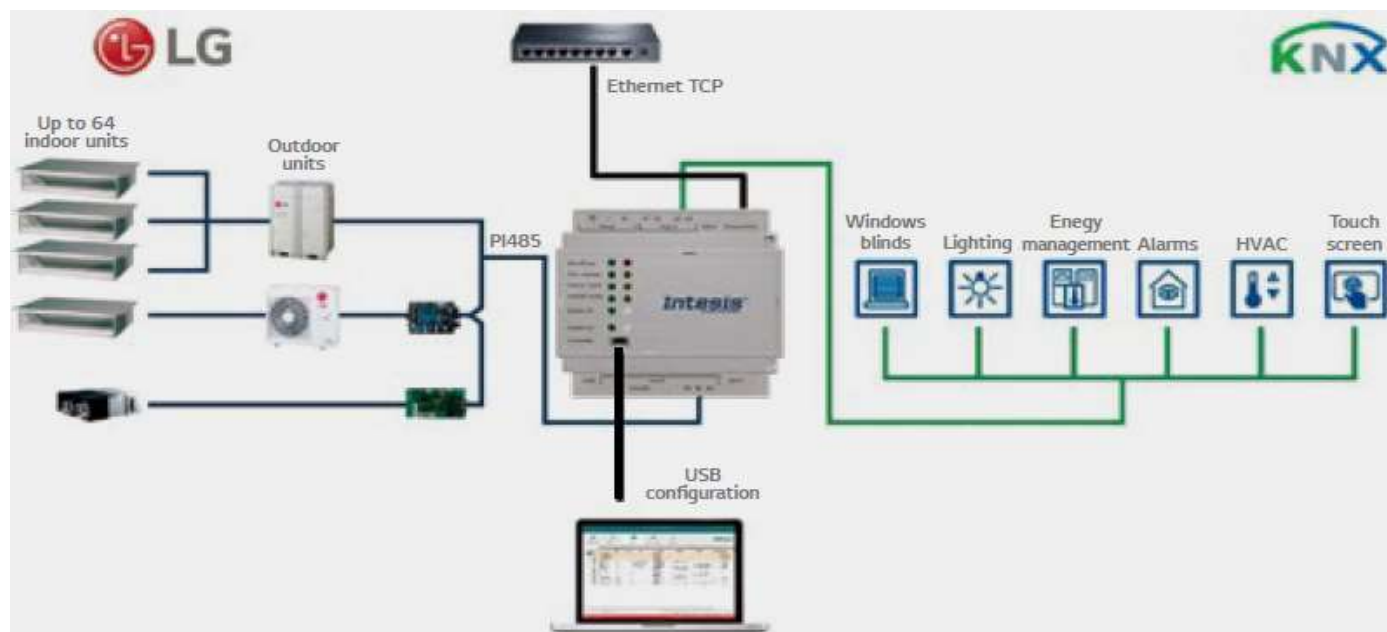 LG
KNX
Ethernet TCP
Up to 64
indoor units
Outdoor
units
PI485
Intesis
Windows
blinds
Lighting
Enegy
management
Alarms
HVAC
Touch
screen
USB
configuration